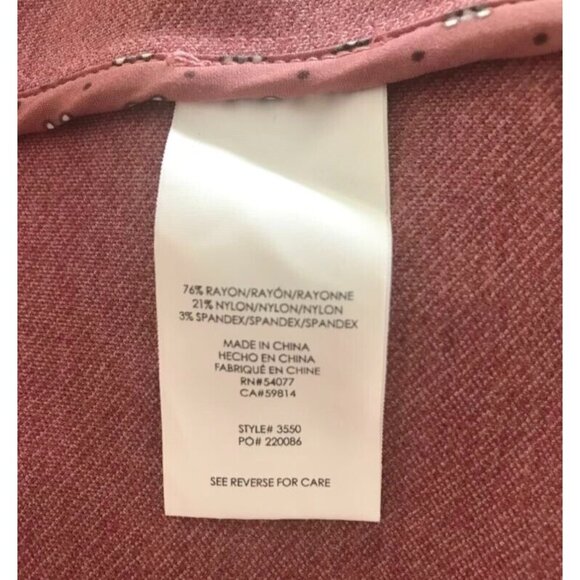 76% RAYON/RAYÓN/RAYONNE
21% NYLON/NYLON/NYLON
3% SPANDEX/SPANDEX/SPANDEX
MADE IN CHINA
HECHO EN CHINA
FABRIQUÉ EN CHINE
RN#54077
CA#59814
STYLE# 3550
PO# 220086
SEE REVERSE FOR CARE